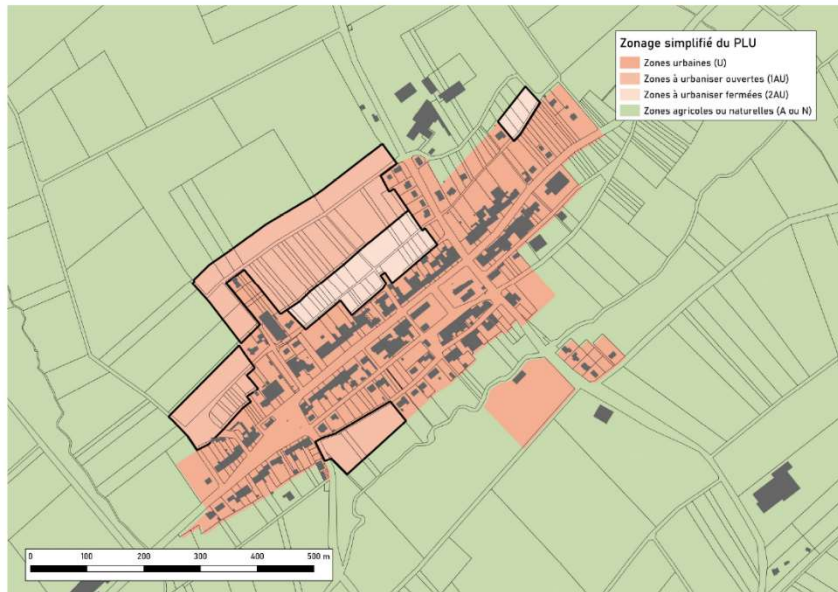 Zonage simplifié du PLU
Zones urbaines (U)
Zones à urbaniser ouvertes (1AU)
Zones à urbaniser fermées (2AU)
Zones agricoles ou naturelles (A ou N)
0 100 200 300 400 500 m